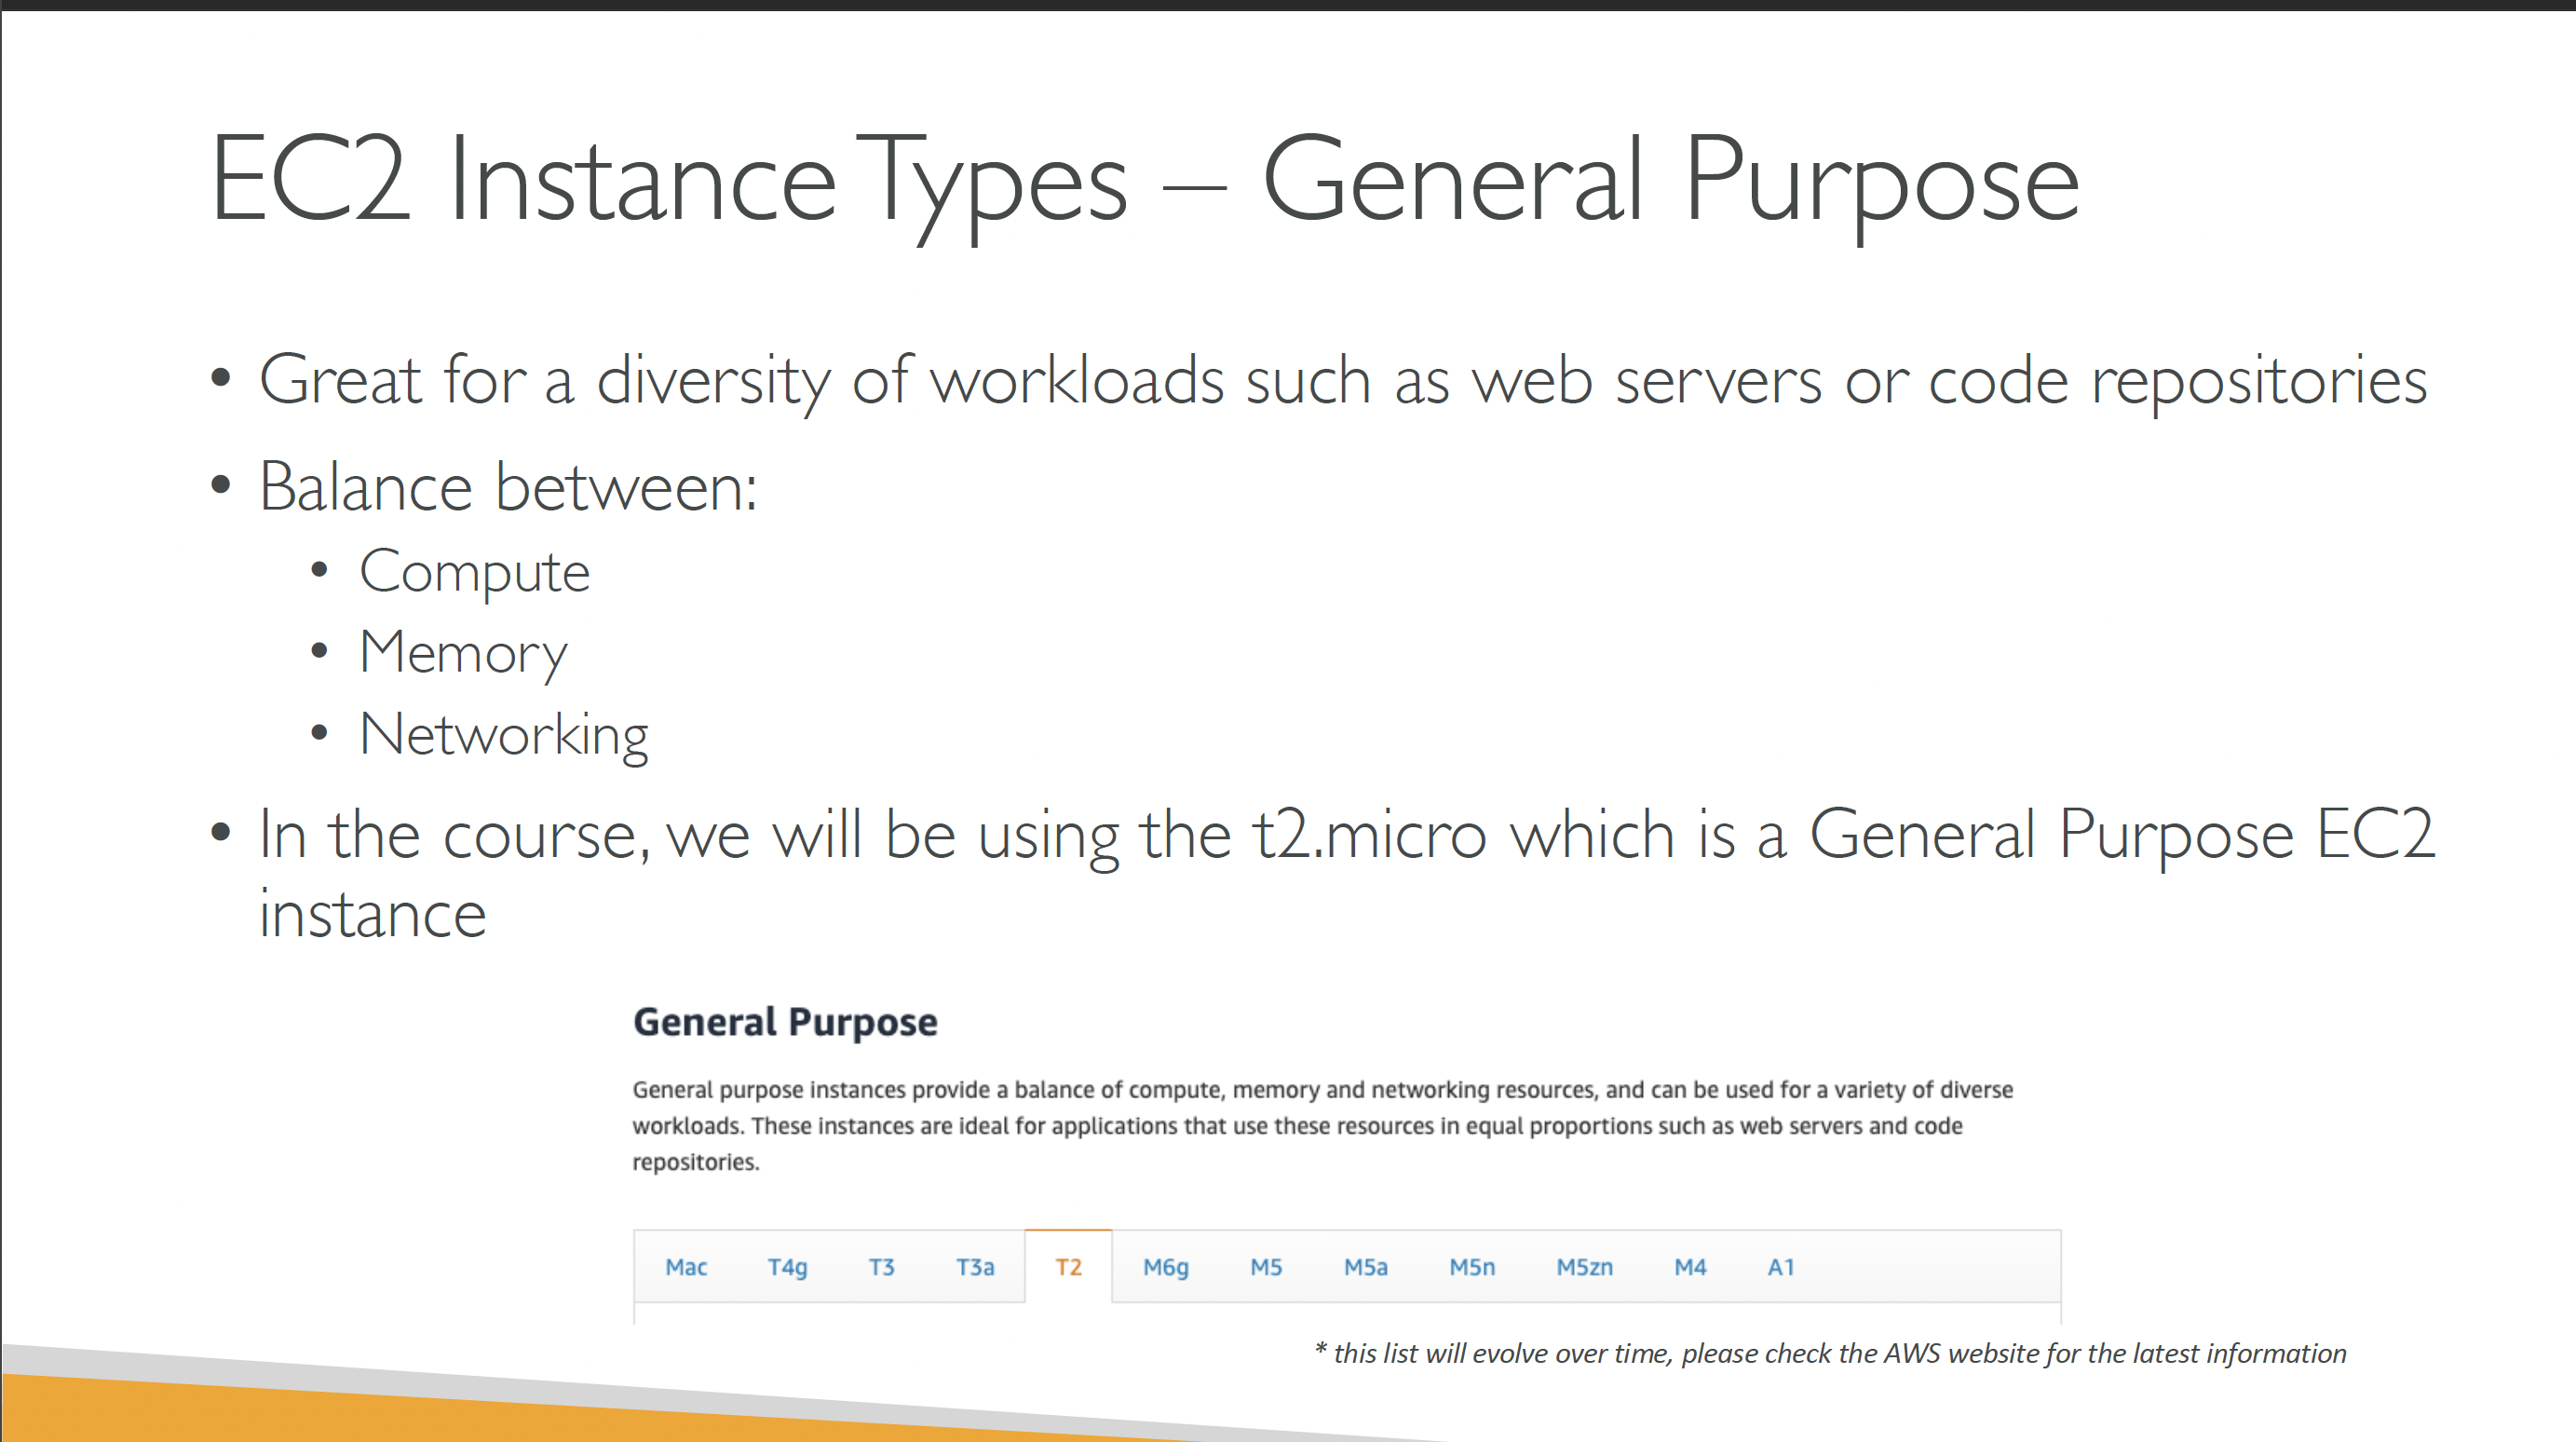 EC2 Instance Types – General Purpose
• Great for a diversity of workloads such as web servers or code repositories
• Balance between:
• Compute
• Memory
• Networking
• In the course, we will be using the t2.micro which is a General Purpose EC2
instance
General Purpose
General purpose instances provide a balance of compute, memory and networking resources, and can be used for a variety of diverse
workloads. These instances are ideal for applications that use these resources in equal proportions such as web servers and code
repositories.
Mac T4g T3 T3a T2 M6g M5 M5a M5n M5zn M4 A1
* this list will evolve over time, please check the AWS website for the latest information